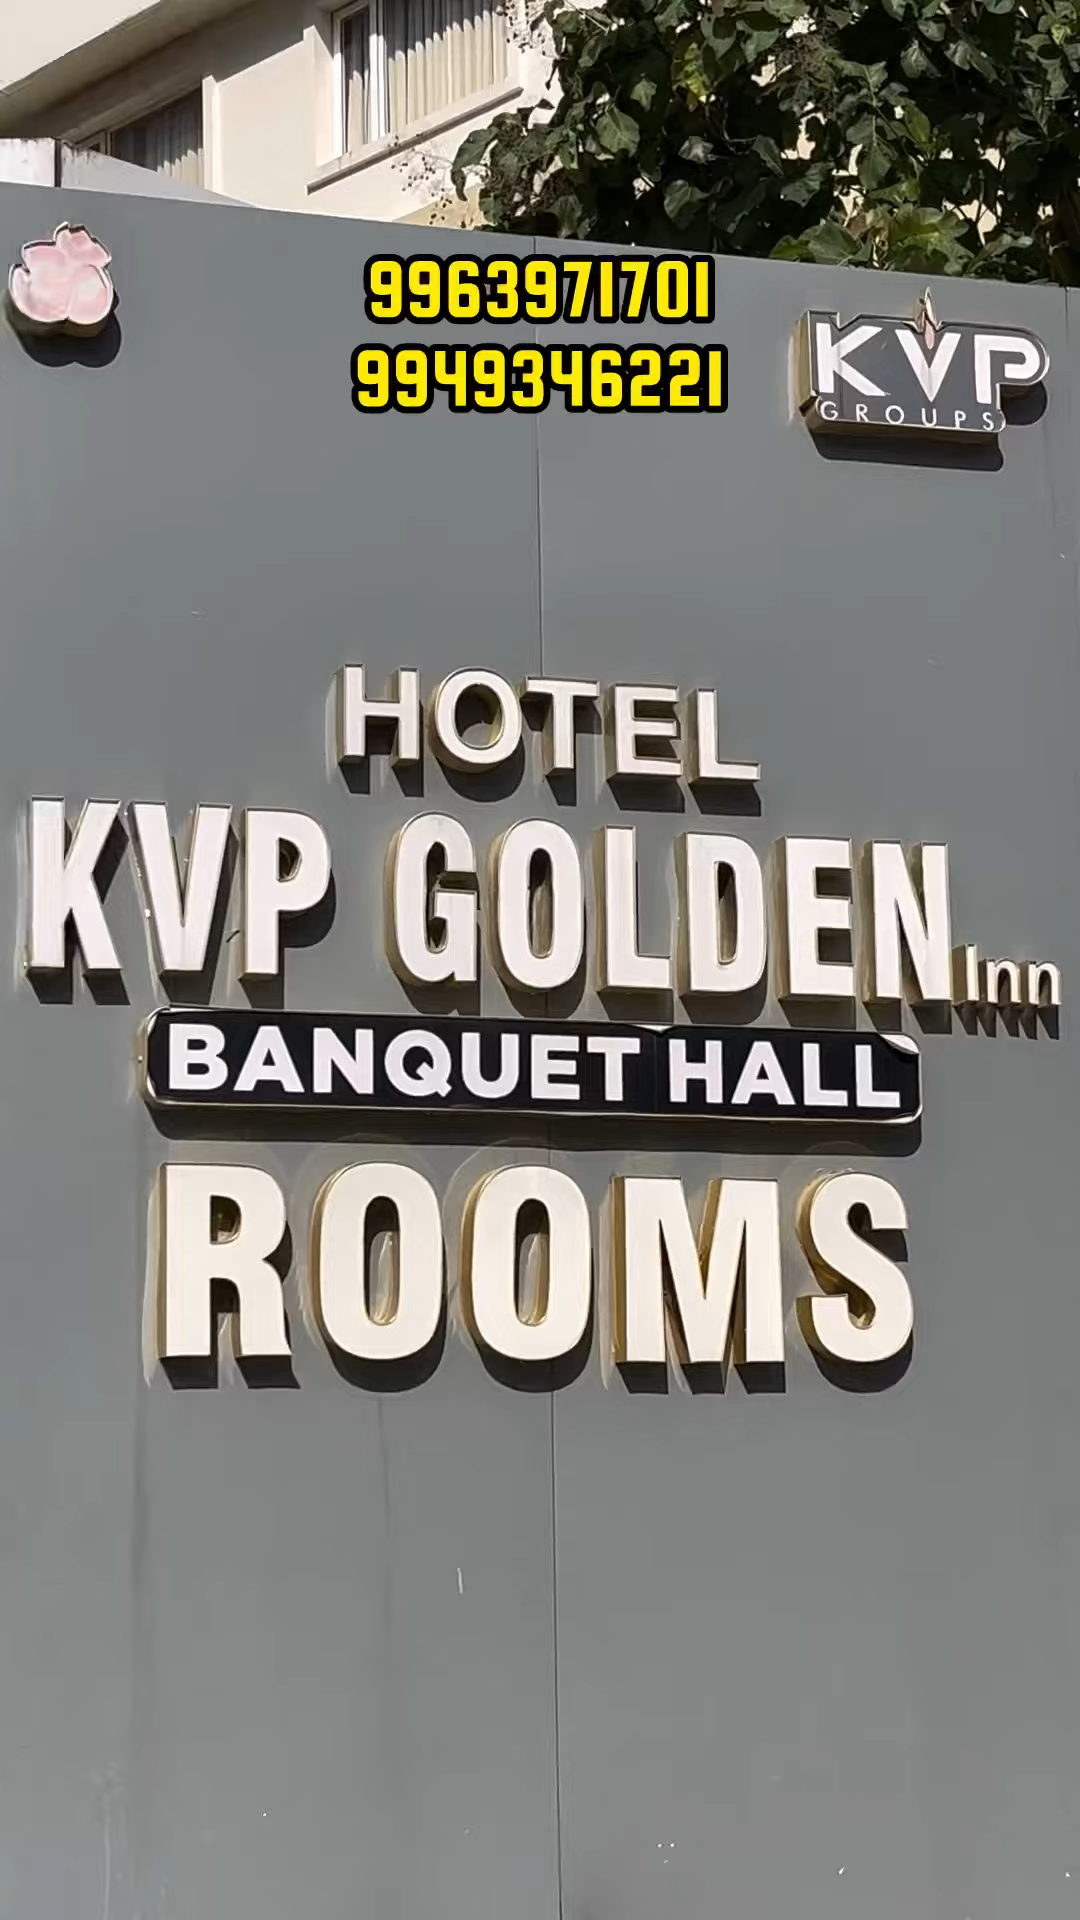 9963971701
9949346221
KVP
GROUPS
HOTEL
KVP GOLDEN Inn
BANQUET HALL
ROOMS